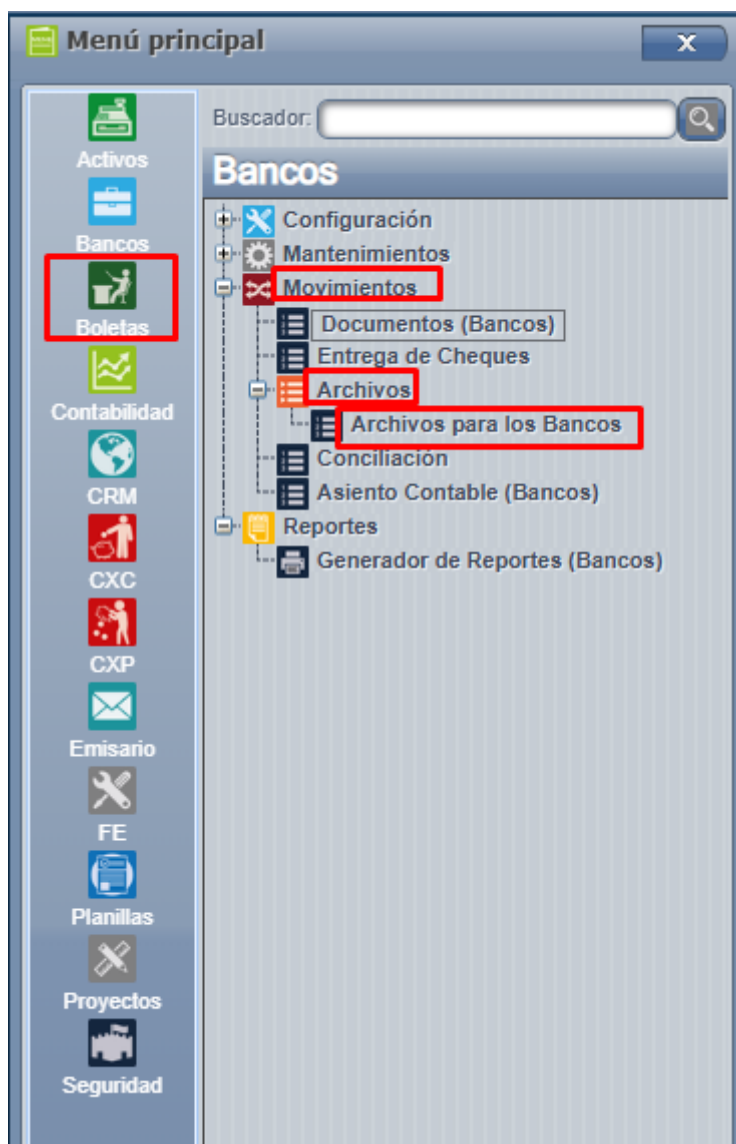 Menú principal
X
Activos
Bancos
Boletas
Contabilidad
CRM
CXC
CXP
Emisario
FE
Planillas
Proyectos
Seguridad
Buscador:
Bancos
Configuración
Mantenimientos
Movimientos
Documentos (Bancos)
Entrega de Cheques
Archivos
Archivos para los Bancos
Conciliación
Asiento Contable (Bancos)
Reportes
Generador de Reportes (Bancos)